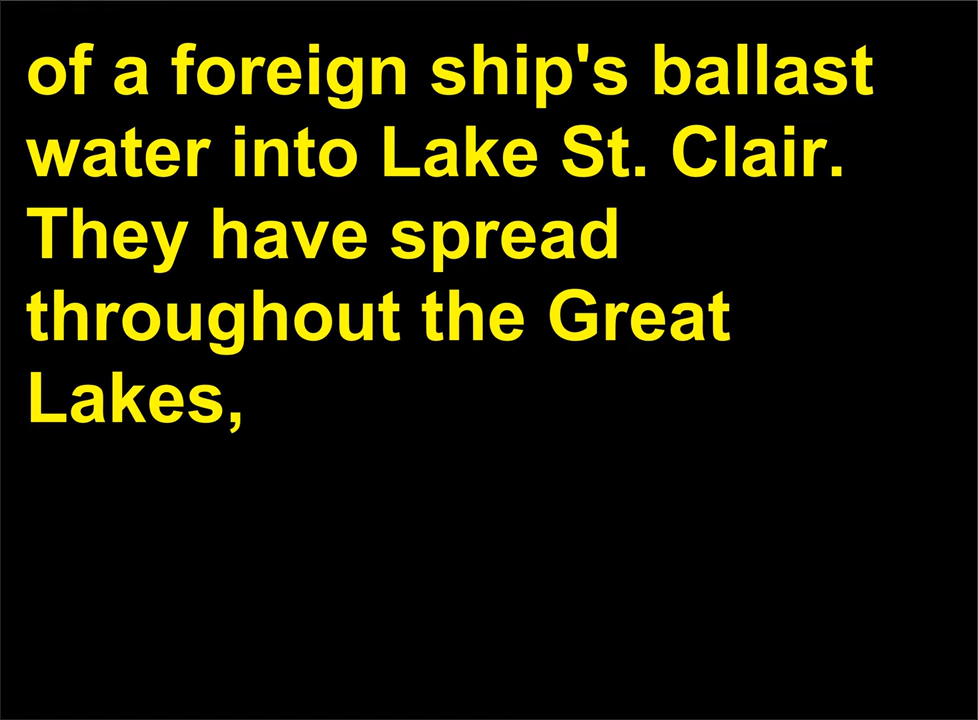 of a foreign ship's ballast
water into Lake St. Clair.
They have spread
throughout the Great
Lakes,